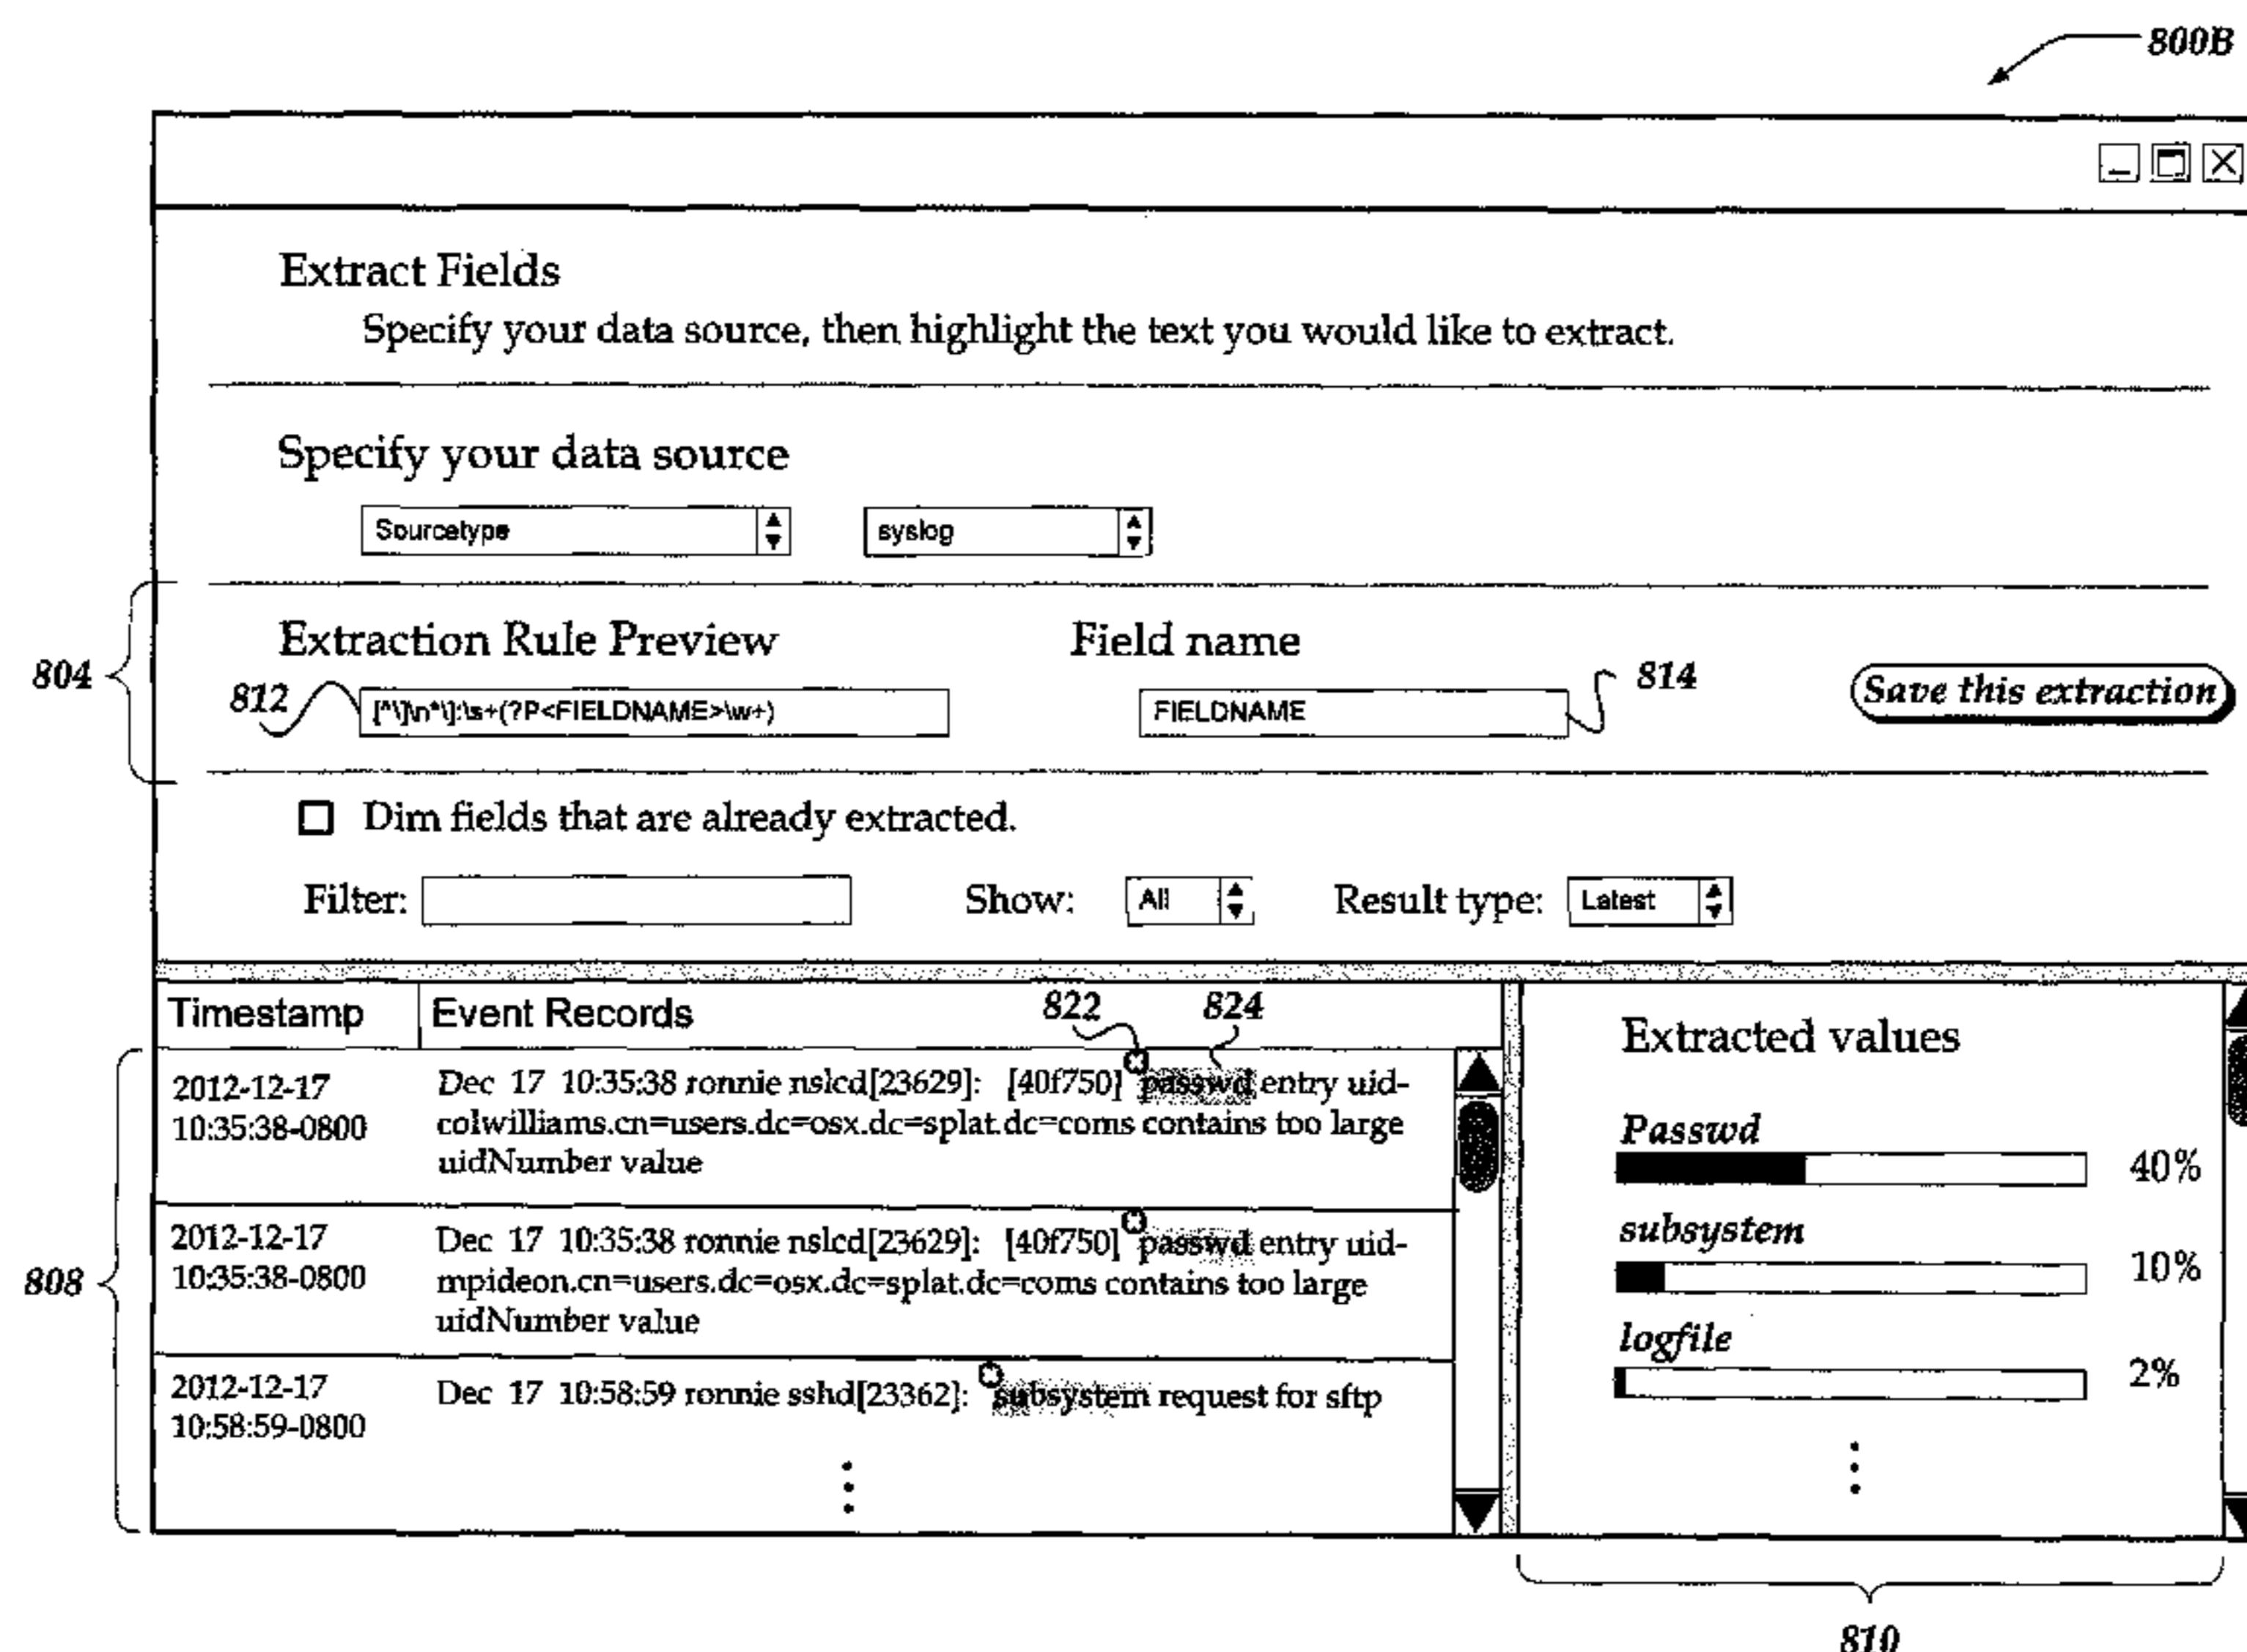 800B
Extract Fields
Specify your data source, then highlight the text you would like to extract.
Specify your data source
Sourcetype syslog
804
Extraction Rule Preview Field name
812 [^\]\n*\]:\s+(?P<FIELDNAME>\w+) FIELDNAME 814 Save this extraction
Dim fields that are already extracted.
Filter: Show: All Result type: Latest
Timestamp Event Records 822 824
808
2012-12-17
10:35:38-0800
Dec 17 10:35:38 ronnie nslcd[23629]: [40f750] passwd entry uid-
colwilliams.cn=users.dc=osx.dc=splat.dc=coms contains too large
uidNumber value
2012-12-17
10:35:38-0800
Dec 17 10:35:38 ronnie nslcd[23629]: [40f750] passwd entry uid-
mpideon.cn=users.dc=osx.dc=splat.dc=coms contains too large
uidNumber value
2012-12-17
10:58:59-0800
Dec 17 10:58:59 ronnie sshd[23362]: subsystem request for sftp
Extracted values
Passwd
40%
subsystem
10%
logfile
2%
810